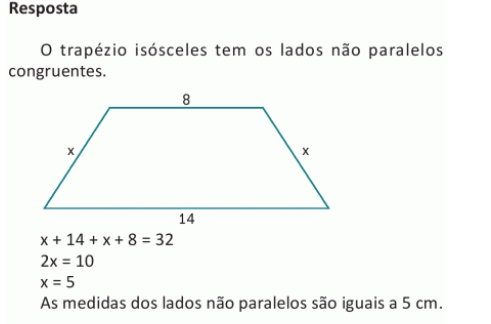 Resposta
O trapézio isósceles tem os lados não paralelos
congruentes.
8
x
x
14
x + 14 + x + 8 = 32
2x = 10
x = 5
As medidas dos lados não paralelos são iguais a 5 cm.